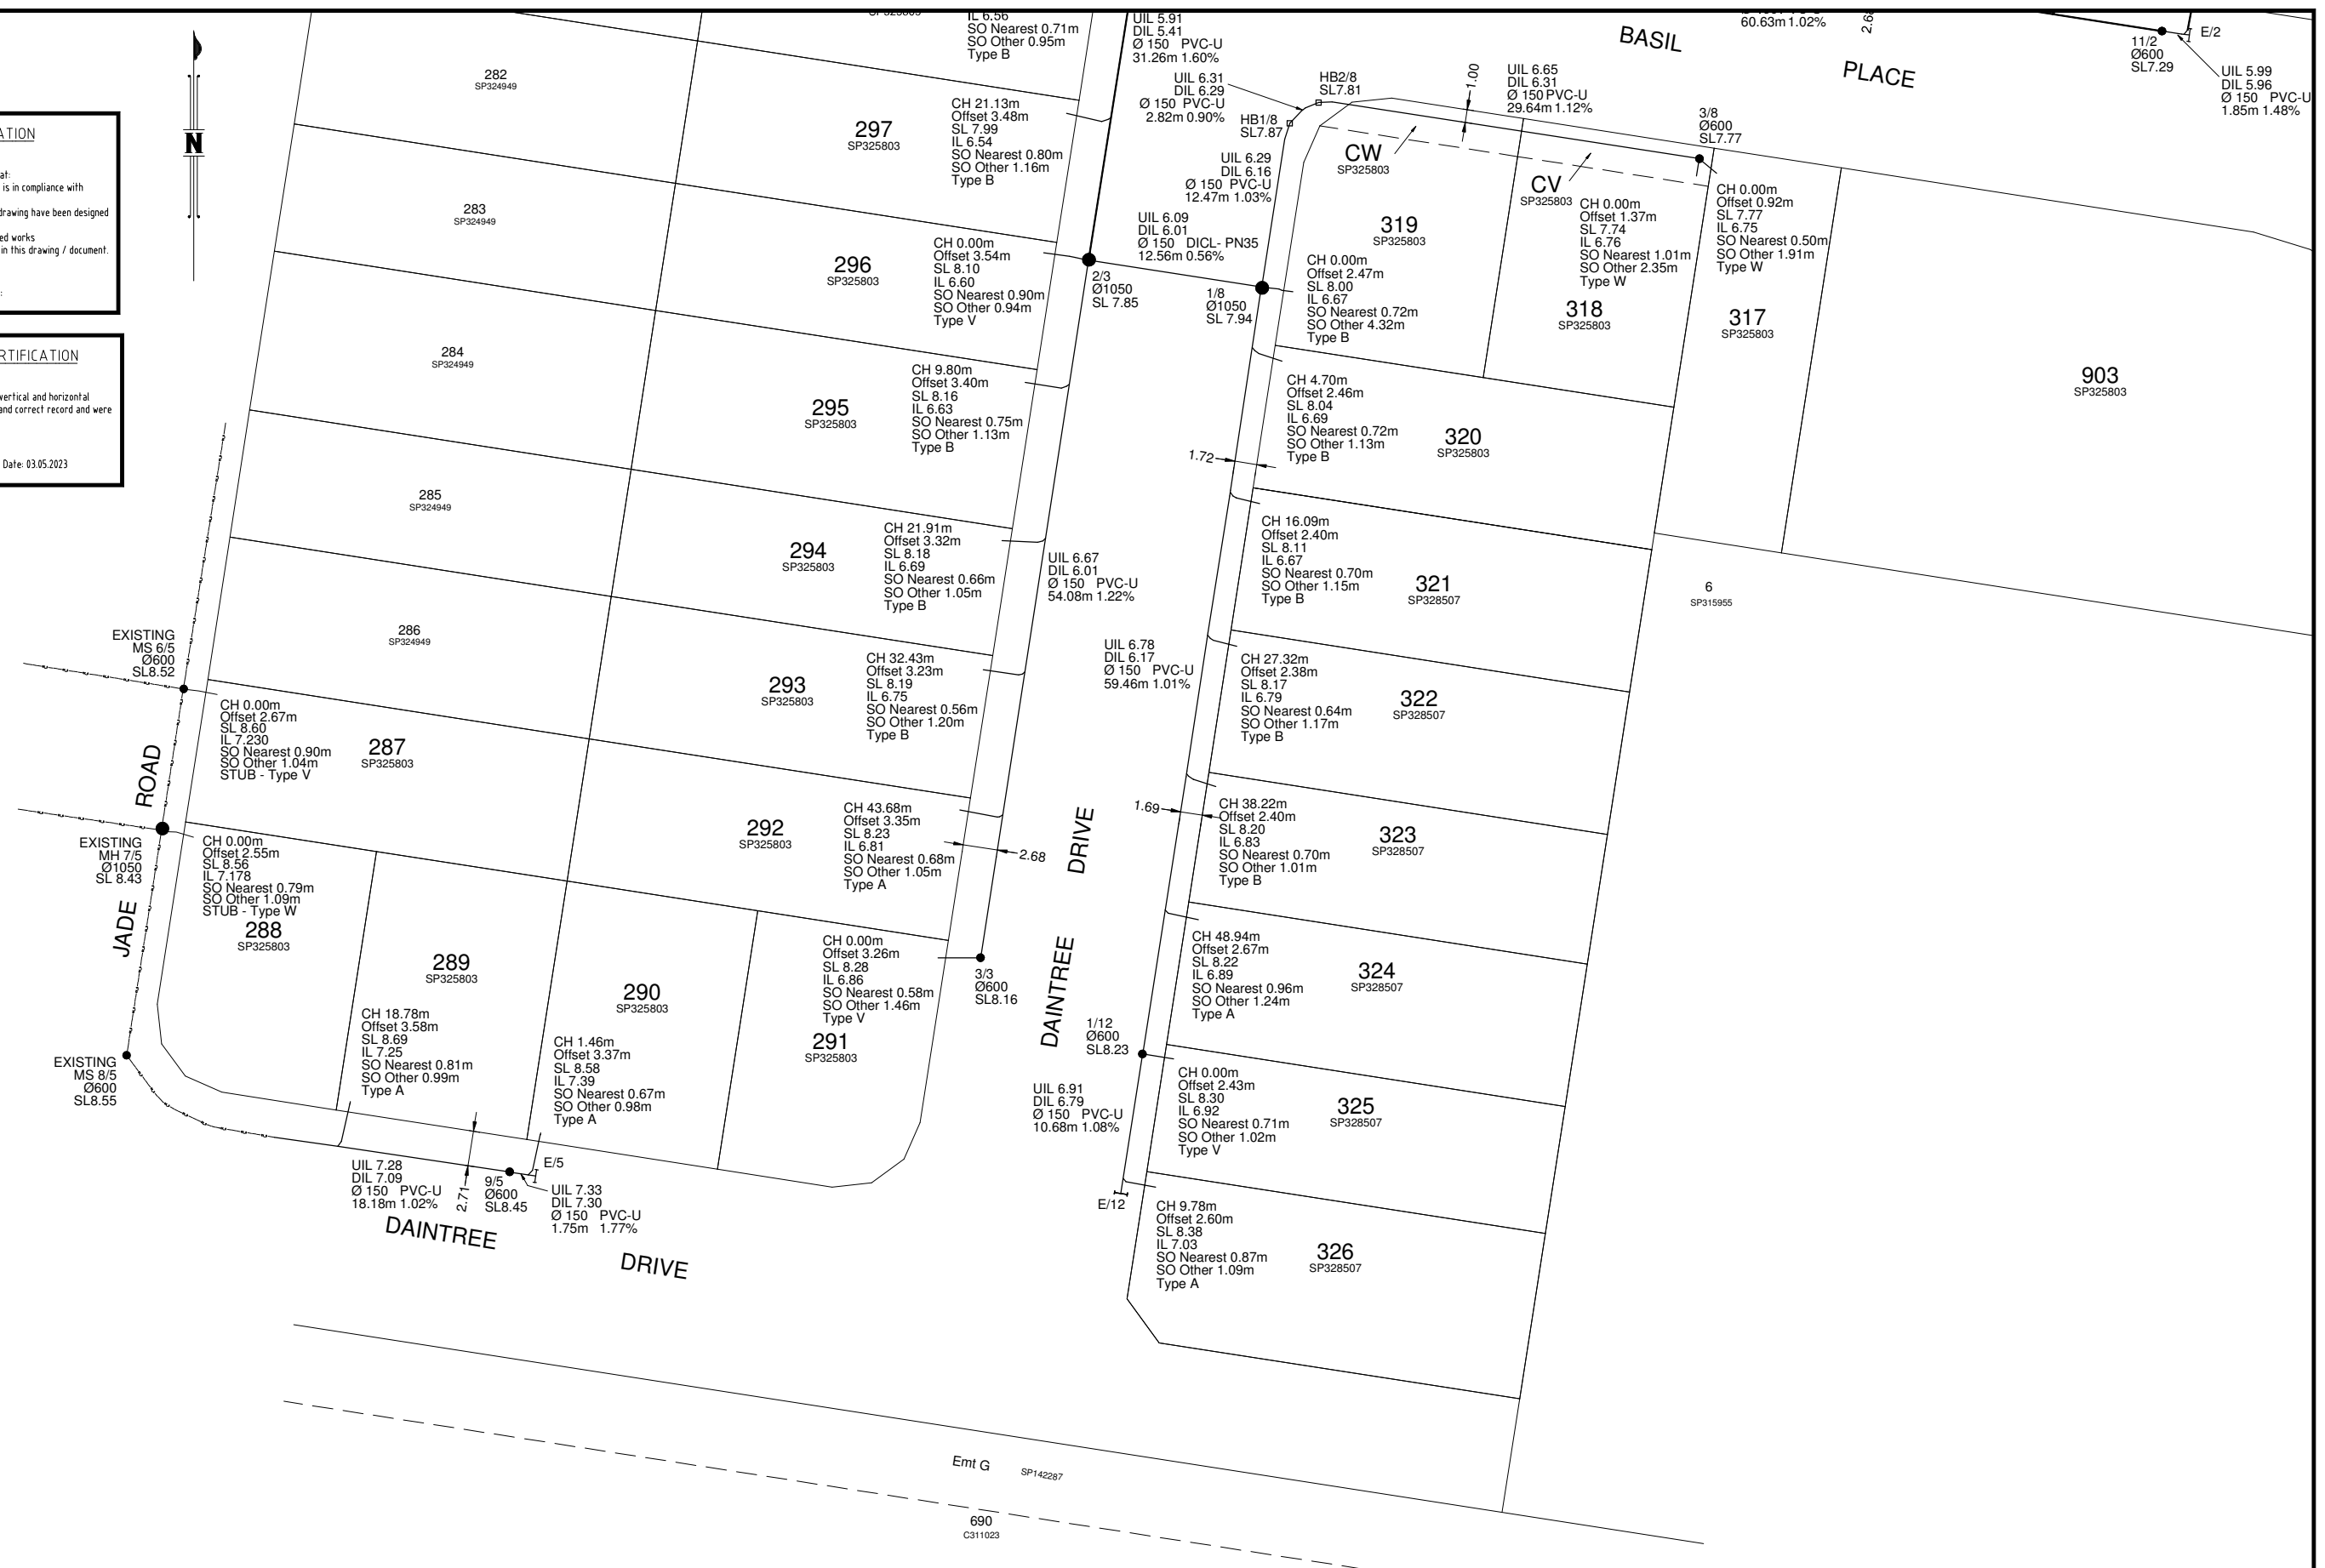 ATION
at:
is in compliance with
drawing have been designed
ed works
in this drawing / document.
:
RTIFICATION
vertical and horizontal
and correct record and were
Date: 03.05.2023
N
282
SP324949
283
SP324949
284
SP324949
285
SP324949
286
SP324949
EXISTING
MS 6/5
Ø600
SL8.52
CH 0.00m
Offset 2.67m
SL 8.60
IL 7.230
SO Nearest 0.90m
SO Other 1.04m
STUB - Type V
287
SP325803
JADE ROAD
EXISTING
MH 7/5
Ø1050
SL 8.43
CH 0.00m
Offset 2.55m
SL 8.56
IL 7.178
SO Nearest 0.79m
SO Other 1.09m
STUB - Type W
288
SP325803
EXISTING
MS 8/5
Ø600
SL8.55
289
SP325803
CH 18.78m
Offset 3.58m
SL 8.69
IL 7.25
SO Nearest 0.81m
SO Other 0.99m
Type A
290
SP325803
CH 1.46m
Offset 3.37m
SL 8.58
IL 7.39
SO Nearest 0.67m
SO Other 0.98m
Type A
UIL 7.28
DIL 7.09
Ø 150 PVC-U
18.18m 1.02%
2.71
9/5
Ø600
SL8.45
E/5
UIL 7.33
DIL 7.30
Ø 150 PVC-U
1.75m 1.77%
DAINTREE DRIVE
IL 6.56
SO Nearest 0.71m
SO Other 0.95m
Type B
297
SP325803
CH 21.13m
Offset 3.48m
SL 7.99
IL 6.54
SO Nearest 0.80m
SO Other 1.16m
Type B
296
SP325803
CH 0.00m
Offset 3.54m
SL 8.10
IL 6.60
SO Nearest 0.90m
SO Other 0.94m
Type V
295
SP325803
CH 9.80m
Offset 3.40m
SL 8.16
IL 6.63
SO Nearest 0.75m
SO Other 1.13m
Type B
294
SP325803
CH 21.91m
Offset 3.32m
SL 8.18
IL 6.69
SO Nearest 0.66m
SO Other 1.05m
Type B
293
SP325803
CH 32.43m
Offset 3.23m
SL 8.19
IL 6.75
SO Nearest 0.56m
SO Other 1.20m
Type B
292
SP325803
CH 43.68m
Offset 3.35m
SL 8.23
IL 6.81
SO Nearest 0.68m
SO Other 1.05m
Type A
2.68
CH 0.00m
Offset 3.26m
SL 8.28
IL 6.86
SO Nearest 0.58m
SO Other 1.46m
Type V
291
SP325803
3/3
Ø600
SL8.16
UIL 5.91
DIL 5.41
Ø 150 PVC-U
31.26m 1.60%
UIL 6.31
DIL 6.29
Ø 150 PVC-U
2.82m 0.90%
HB2/8
SL7.81
HB1/8
SL7.87
UIL 6.29
DIL 6.16
Ø 150 PVC-U
12.47m 1.03%
UIL 6.09
DIL 6.01
Ø 150 DICL- PN35
12.56m 0.56%
2/3
Ø1050
SL 7.85
1/8
Ø1050
SL 7.94
UIL 6.67
DIL 6.01
Ø 150 PVC-U
54.08m 1.22%
UIL 6.78
DIL 6.17
Ø 150 PVC-U
59.46m 1.01%
DAINTREE DRIVE
1.00
UIL 6.65
DIL 6.31
Ø 150 PVC-U
29.64m 1.12%
BASIL PLACE
60.63m 1.02%
11/2
Ø600
SL7.29
E/2
UIL 5.99
DIL 5.96
Ø 150 PVC-U
1.85m 1.48%
3/8
Ø600
SL7.77
CW
SP325803
CV
SP325803
319
SP325803
CH 0.00m
Offset 2.47m
SL 8.00
IL 6.67
SO Nearest 0.72m
SO Other 4.32m
Type B
CH 0.00m
Offset 1.37m
SL 7.74
IL 6.76
SO Nearest 1.01m
SO Other 2.35m
Type W
318
SP325803
CH 0.00m
Offset 0.92m
SL 7.77
IL 6.75
SO Nearest 0.50m
SO Other 1.91m
Type W
317
SP325803
903
SP325803
CH 4.70m
Offset 2.46m
SL 8.04
IL 6.69
SO Nearest 0.72m
SO Other 1.13m
Type B
320
SP325803
1.72
CH 16.09m
Offset 2.40m
SL 8.11
IL 6.67
SO Nearest 0.70m
SO Other 1.15m
Type B
321
SP328507
6
SP315955
CH 27.32m
Offset 2.38m
SL 8.17
IL 6.79
SO Nearest 0.64m
SO Other 1.17m
Type B
322
SP328507
1.69
CH 38.22m
Offset 2.40m
SL 8.20
IL 6.83
SO Nearest 0.70m
SO Other 1.01m
Type B
323
SP328507
CH 48.94m
Offset 2.67m
SL 8.22
IL 6.89
SO Nearest 0.96m
SO Other 1.24m
Type A
324
SP328507
1/12
Ø600
SL8.23
UIL 6.91
DIL 6.79
Ø 150 PVC-U
10.68m 1.08%
CH 0.00m
Offset 2.43m
SL 8.30
IL 6.92
SO Nearest 0.71m
SO Other 1.02m
Type V
325
SP328507
E/12
CH 9.78m
Offset 2.60m
SL 8.38
IL 7.03
SO Nearest 0.87m
SO Other 1.09m
Type A
326
SP328507
Emt G SP142287
690
C311023